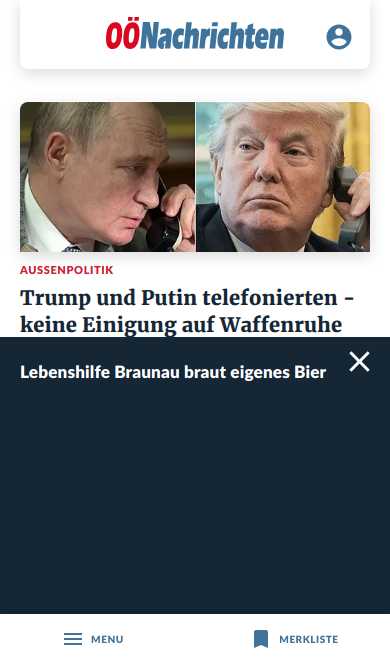 OÖNachrichten
AUSSENPOLITIK
Trump und Putin telefonierten –
keine Einigung auf Waffenruhe
Lebenshilfe Braunau braut eigenes Bier
MENU
MERKLISTE